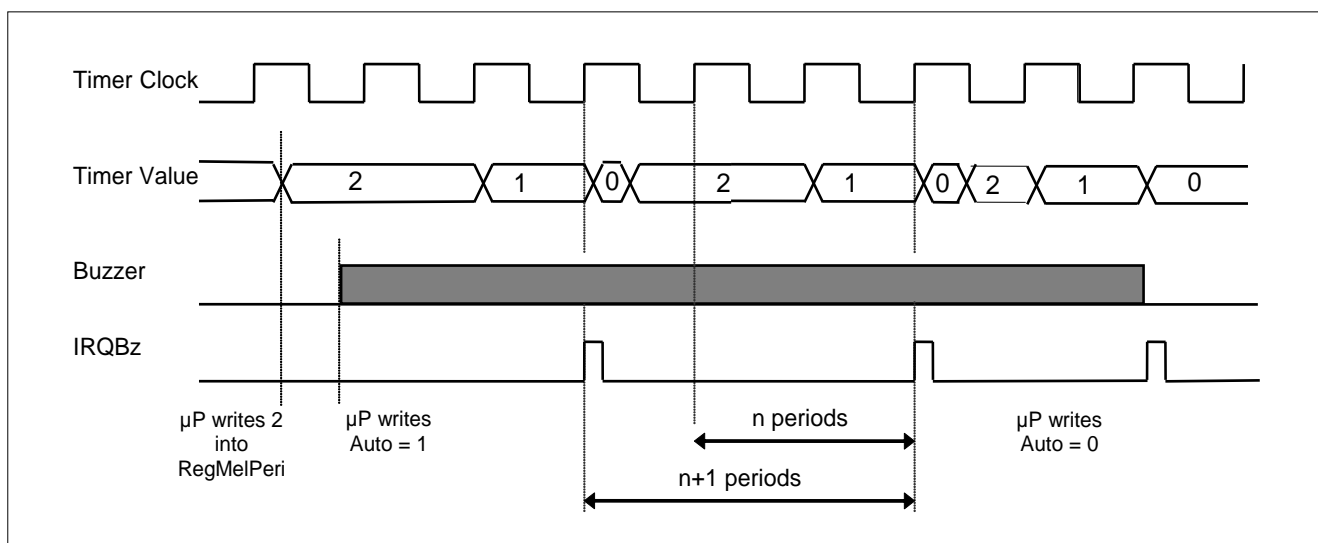 Timer Clock
Timer Value
2 1 0 2 1 0 2 1 0
Buzzer
IRQBz
µP writes 2
into
RegMelPeri
µP writes
Auto = 1
n periods
n+1 periods
µP writes
Auto = 0